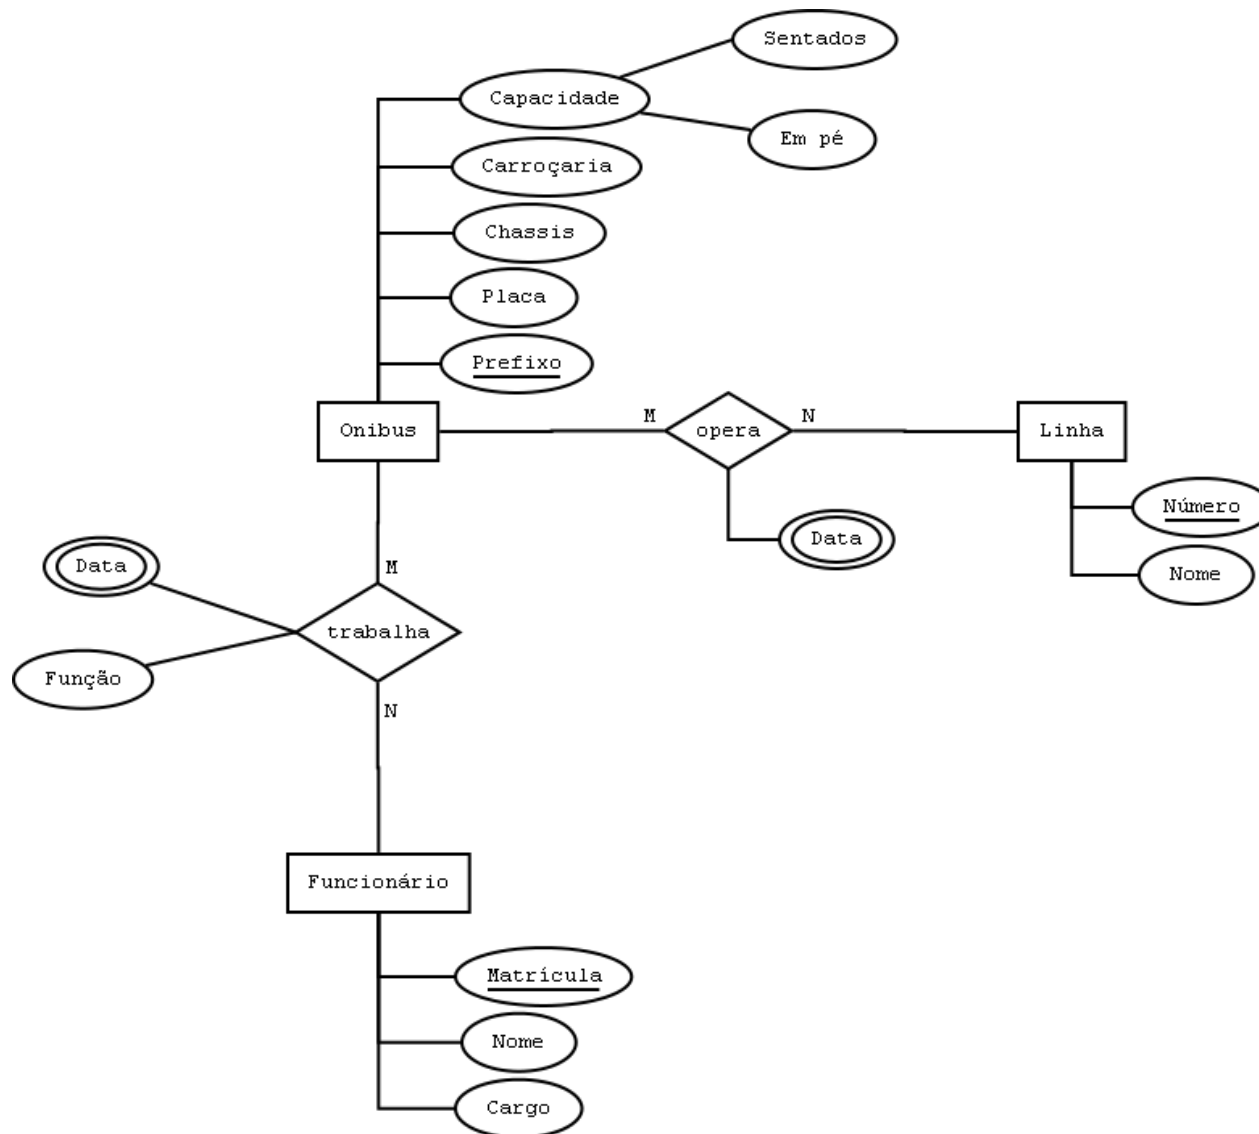 Sentados
Capacidade
Em pé
Carroçaria
Chassis
Placa
Prefixo
Onibus
M
opera
N
Linha
Número
Data
Nome
Data
M
trabalha
Função
N
Funcionário
Matrícula
Nome
Cargo